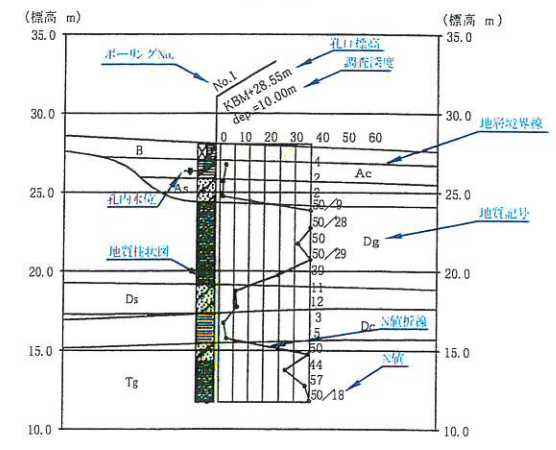 (標高 m)
(標高 m)
35.0
35.0
ボーリングNo.
孔口標高
調査深度
No.1
KBM+28.55m
dep.=10.00m
30.0
30.0
0 10 20 30 40 50 60
地層境界線
B
4
Ac
2
As
2
25.0
25.0
孔内水位
50/9
50/28
地質記号
50
Dg
50/29
地質柱状図
39
20.0
20.0
11
Ds
12
3
Dc
N値折線
5
50
15.0
15.0
44
N値
57
Tg
50/18
10.0
10.0